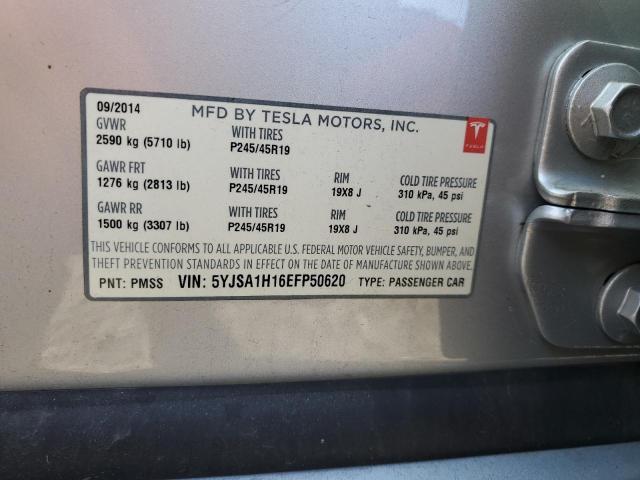 09/2014 MFD BY TESLA MOTORS, INC.
GVWR WITH TIRES
2590 kg (5710 lb) P245/45R19
TESLA
GAWR FRT WITH TIRES RIM COLD TIRE PRESSURE
1276 kg (2813 lb) P245/45R19 19X8 J 310 kPa, 45 psi
GAWR RR WITH TIRES RIM COLD TIRE PRESSURE
1500 kg (3307 lb) P245/45R19 19X8 J 310 kPa, 45 psi
THIS VEHICLE CONFORMS TO ALL APPLICABLE U.S. FEDERAL MOTOR VEHICLE SAFETY, BUMPER, AND
THEFT PREVENTION STANDARDS IN EFFECT ON THE DATE OF MANUFACTURE SHOWN ABOVE.
PNT: PMSS VIN: 5YJSA1H16EFP50620 TYPE: PASSENGER CAR